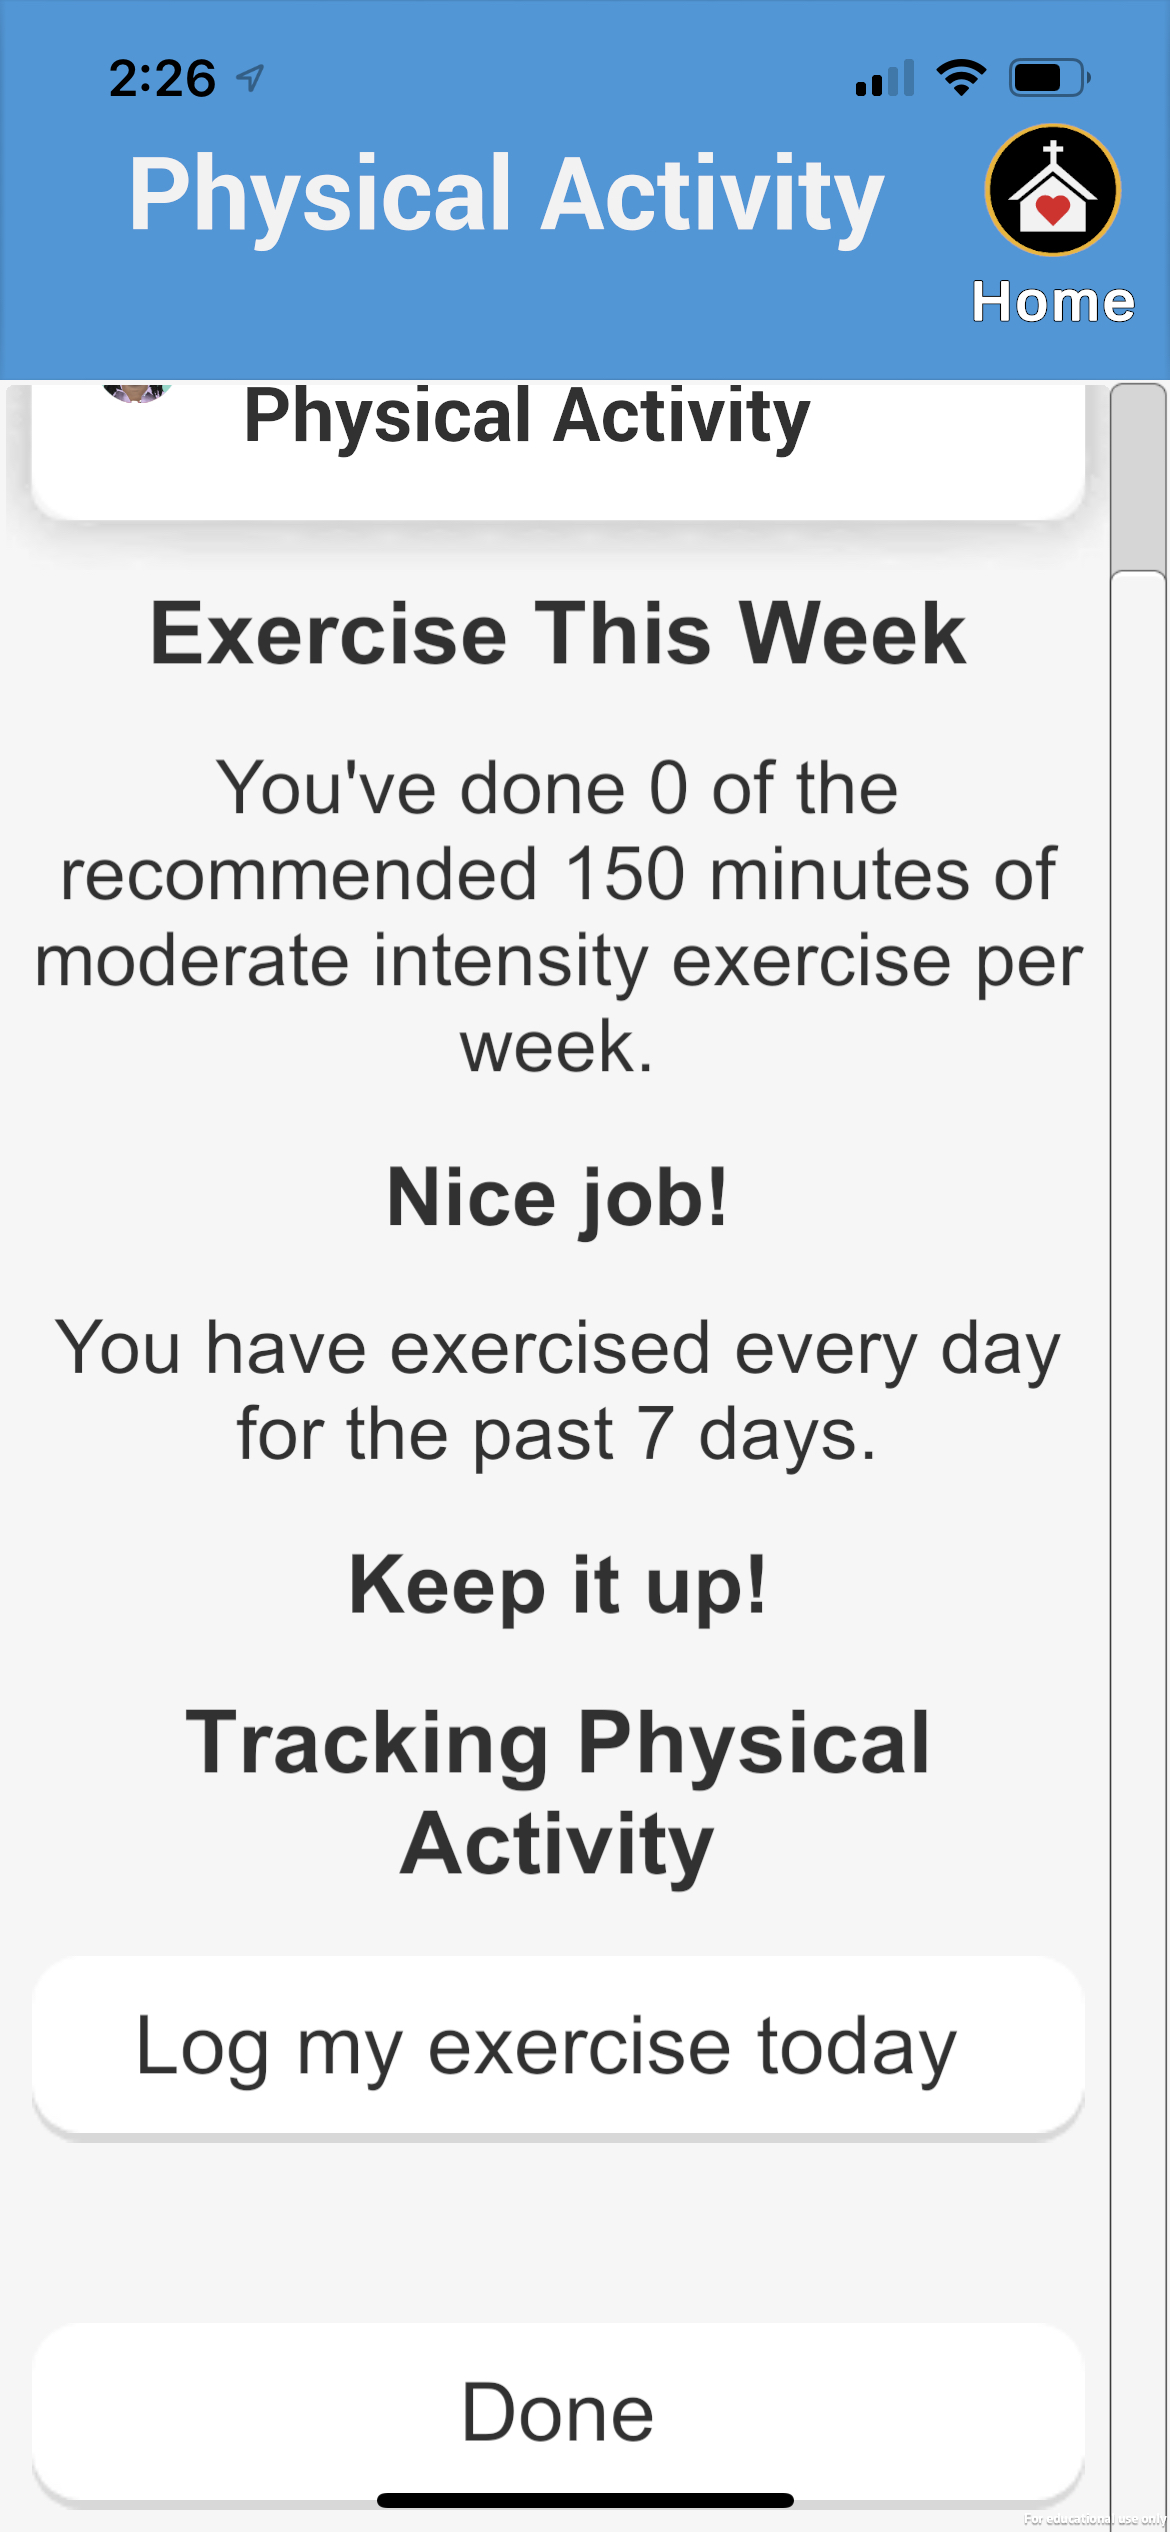 2:26
Physical Activity
Home
Physical Activity
Exercise This Week
You've done 0 of the
recommended 150 minutes of
moderate intensity exercise per
week.
Nice job!
You have exercised every day
for the past 7 days.
Keep it up!
Tracking Physical
Activity
Log my exercise today
Done
For educational use only